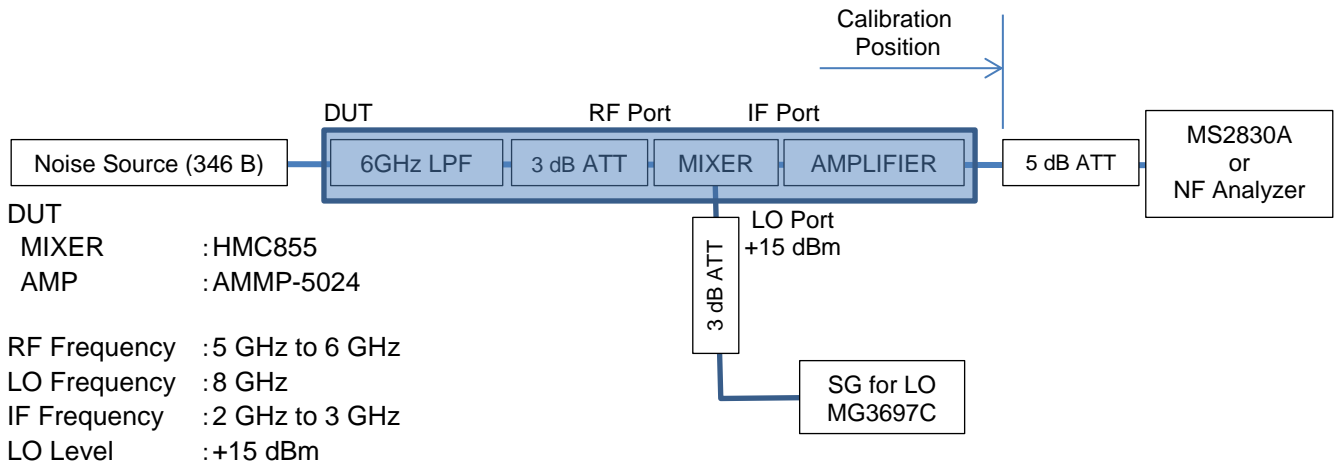 Calibration
Position
DUT
RF Port
IF Port
Noise Source (346 B)
6GHz LPF
3 dB ATT
MIXER
AMPLIFIER
5 dB ATT
MS2830A
or
NF Analyzer
LO Port
+15 dBm
3 dB ATT
SG for LO
MG3697C
DUT
MIXER :HMC855
AMP :AMMP-5024
RF Frequency :5 GHz to 6 GHz
LO Frequency :8 GHz
IF Frequency :2 GHz to 3 GHz
LO Level :+15 dBm